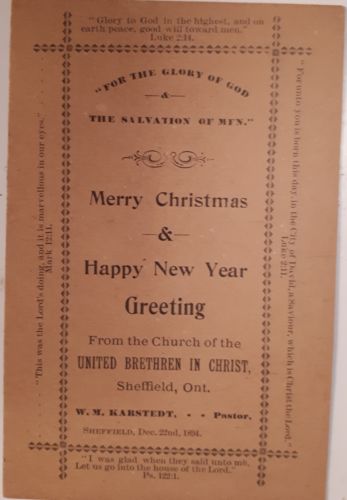 "Glory to God in the highest, and on
earth peace, good will toward men."
Luke 2:14.
"FOR THE GLORY OF GOD
—&—
THE SALVATION OF MEN."
Merry Christmas
—&—
Happy New Year
Greeting
From the Church of the
UNITED BRETHREN IN CHRIST,
Sheffield, Ont.
W. M. KARSTEDT, - - Pastor.
SHEFFIELD, Dec. 22nd, 1894.
"This was the Lord's doing, and it is marvellous in our eyes."
Mark 12:11.
"For unto you is born this day, in the City of David, a Saviour, which is Christ the Lord."
Luke 2:11.
"I was glad when they said unto me,
Let us go into the house of the Lord."
Ps. 122:1.